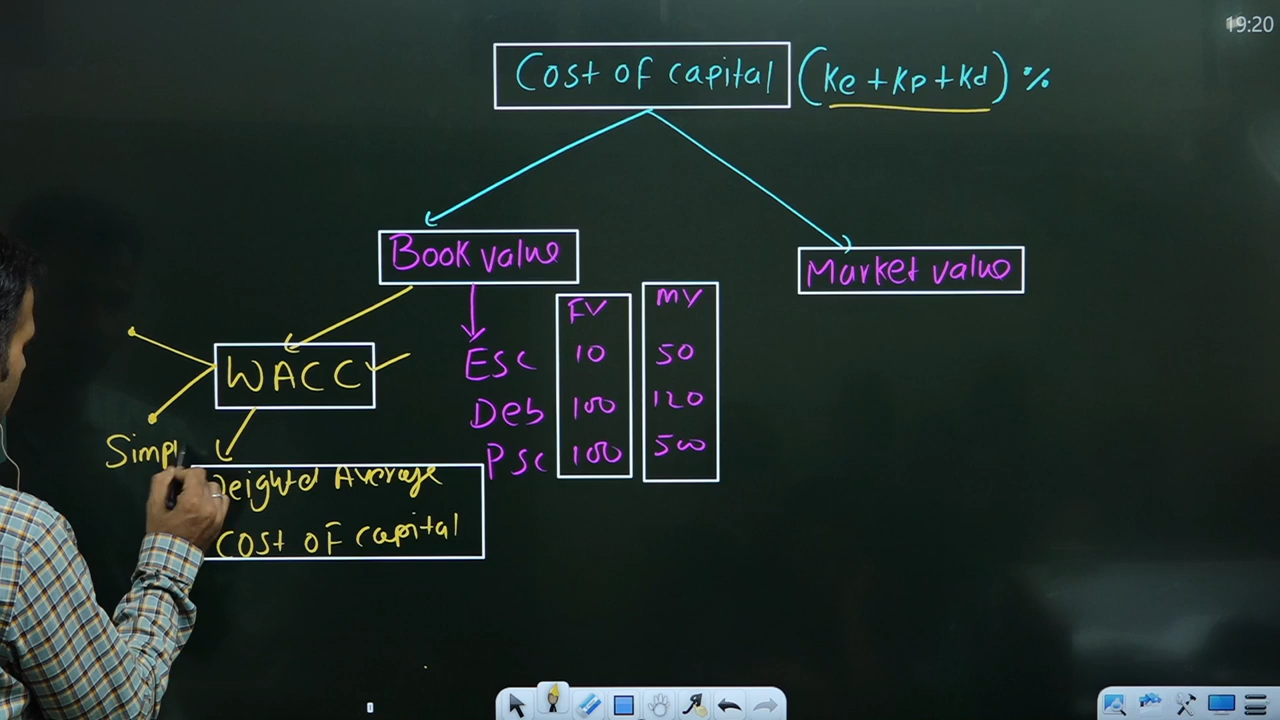 19:20
Cost of capital (Ke + Kp + Kd) %
Book value
Market value
FV MV
WACC
Esc 10 50
Deb 100 120
Psc 100 500
Simpl
Weighted Average
Cost of capital